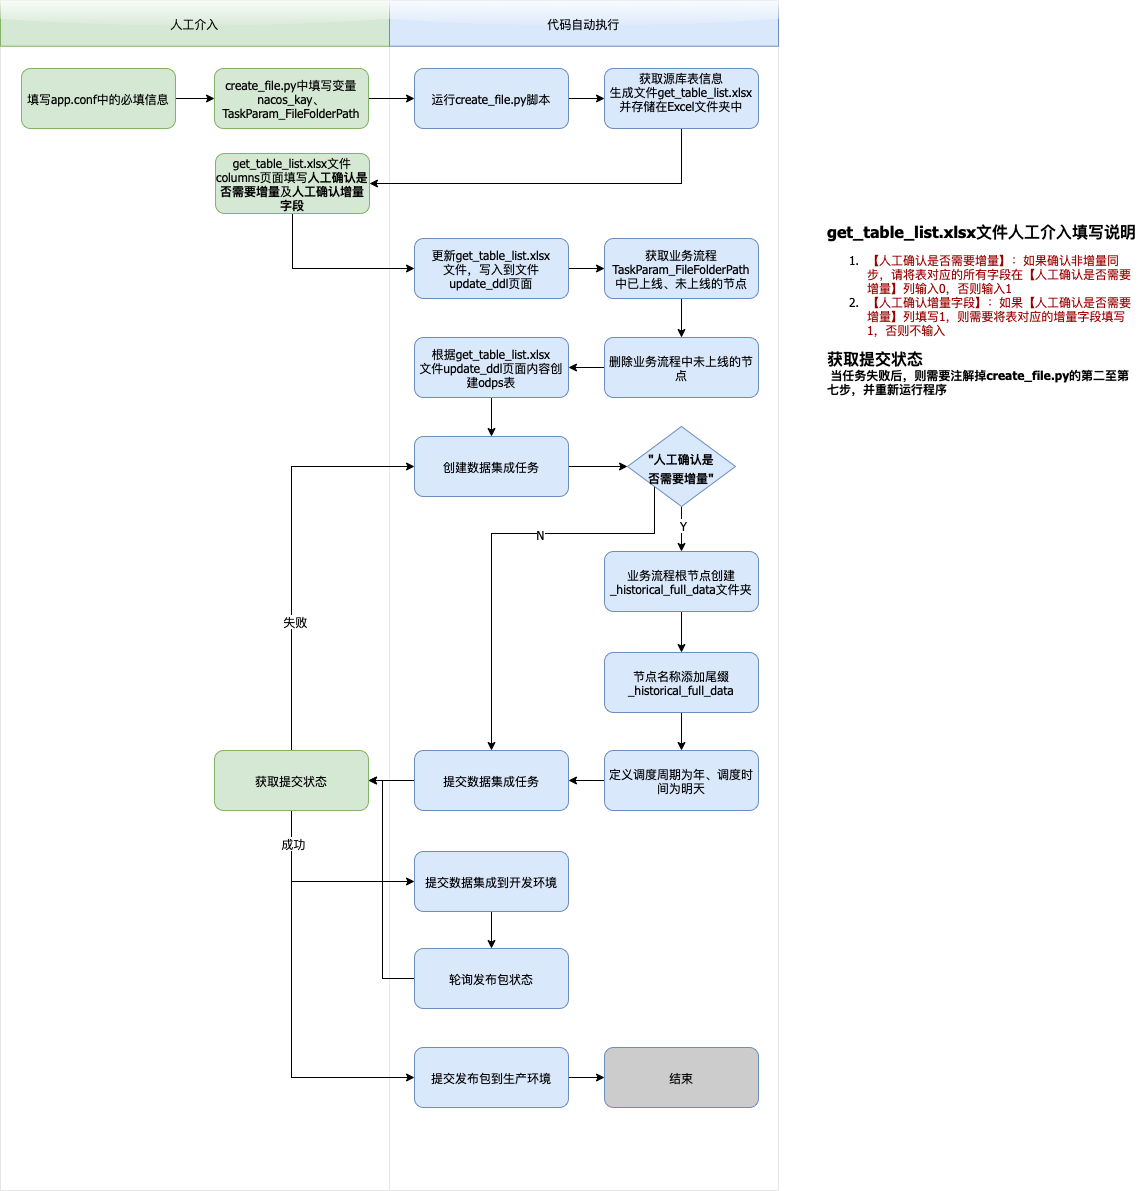 人工介入
代码自动执行
填写app.conf中的必填信息
create_file.py中填写变量
nacos_kay、
TaskParam_FileFolderPath
运行create_file.py脚本
获取源库表信息
生成文件get_table_list.xlsx
并存储在Excel文件夹中
get_table_list.xlsx文件
columns页面填写人工确认是
否需要增量及人工确认增量
字段
更新get_table_list.xlsx
文件，写入到文件
update_ddl页面
获取业务流程
TaskParam_FileFolderPath
中已上线、未上线的节点
根据get_table_list.xlsx
文件update_ddl页面内容创
建odps表
删除业务流程中未上线的节
点
创建数据集成任务
"人工确认是
否需要增量"
N
Y
业务流程根节点创建
_historical_full_data文件夹
失败
节点名称添加尾缀
_historical_full_data
获取提交状态
提交数据集成任务
定义调度周期为年、调度时
间为明天
成功
提交数据集成到开发环境
轮询发布包状态
提交发布包到生产环境
结束
get_table_list.xlsx文件人工介入填写说明
1. 【人工确认是否需要增量】：如果确认非增量同
步，请将表对应的所有字段在【人工确认是否需要
增量】列输入0，否则输入1
2. 【人工确认增量字段】：如果【人工确认是否需要
增量】列填写1，则需要将表对应的增量字段填写
1，否则不输入
获取提交状态
当任务失败后，则需要注解掉create_file.py的第二至第
七步，并重新运行程序